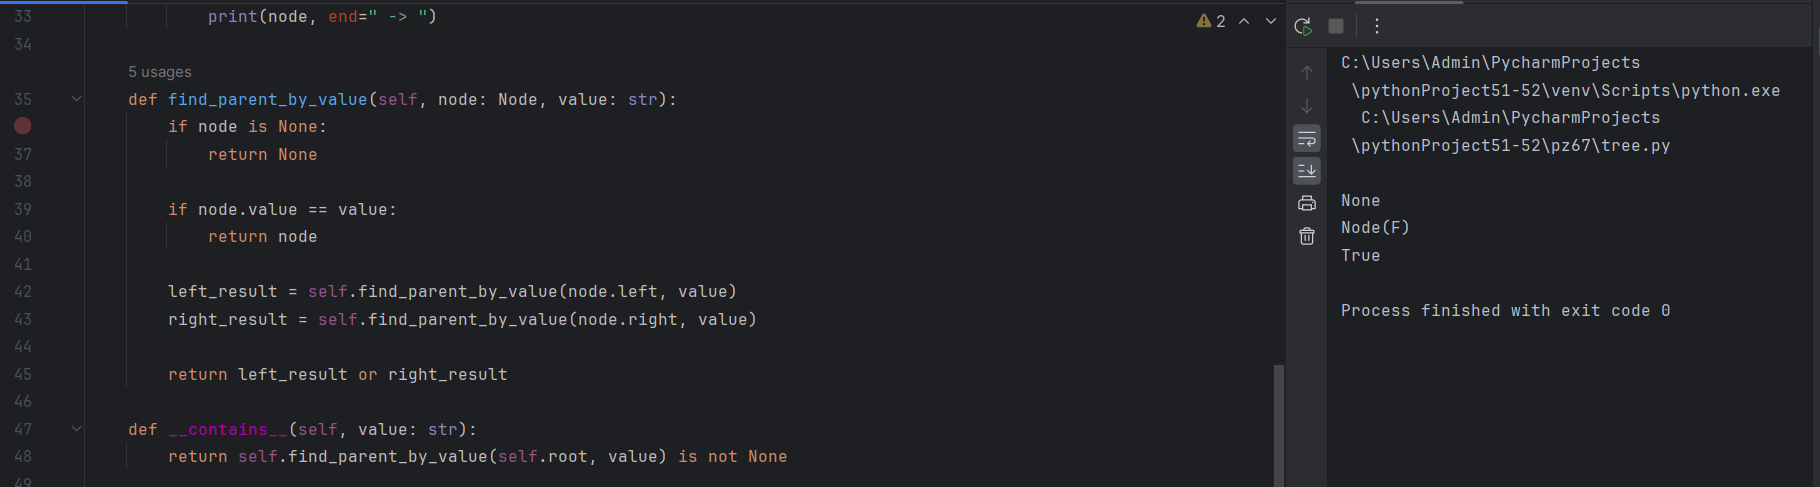 33 print(node, end=" -> ")
2
34
5 usages
35 def find_parent_by_value(self, node: Node, value: str):
if node is None:
37 return None
38
39 if node.value == value:
40 return node
41
42 left_result = self.find_parent_by_value(node.left, value)
43 right_result = self.find_parent_by_value(node.right, value)
44
45 return left_result or right_result
46
47 def __contains__(self, value: str):
48 return self.find_parent_by_value(self.root, value) is not None
49
C:\Users\Admin\PycharmProjects
\pythonProject51-52\venv\Scripts\python.exe
C:\Users\Admin\PycharmProjects
\pythonProject51-52\pz67\tree.py
None
Node(F)
True
Process finished with exit code 0